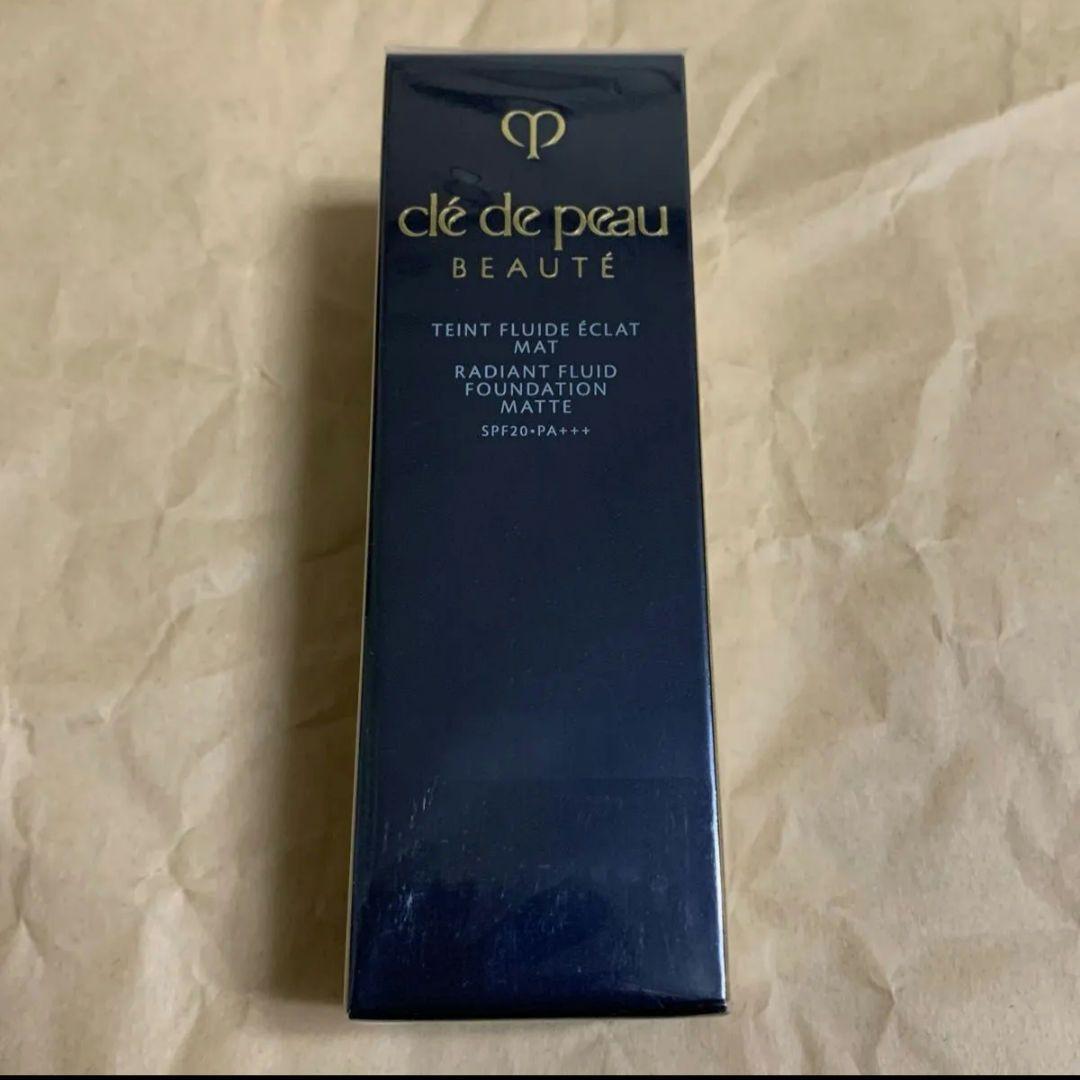 clé de peau
BEAUTÉ
TEINT FLUIDE ÉCLAT
MAT
RADIANT FLUID
FOUNDATION
MATTE
SPF20•PA+++